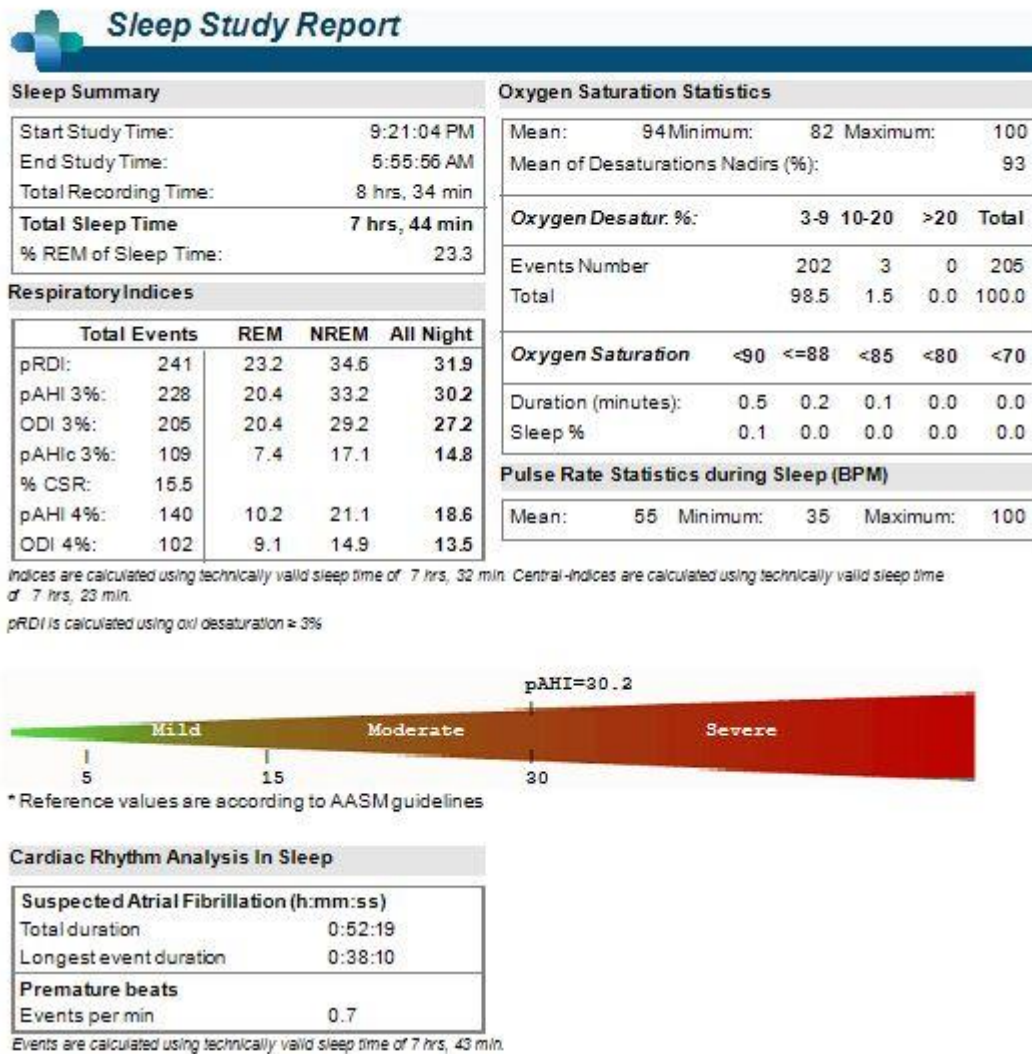 Sleep Study Report
Sleep Summary
Start Study Time: 9:21:04 PM
End Study Time: 5:55:56 AM
Total Recording Time: 8 hrs, 34 min
Total Sleep Time 7 hrs, 44 min
% REM of Sleep Time: 23.3
Respiratory Indices
Total Events REM NREM All Night
pRDI: 241 23.2 34.6 31.9
pAHI 3%: 228 20.4 33.2 30.2
ODI 3%: 205 20.4 29.2 27.2
pAHIc 3%: 109 7.4 17.1 14.8
% CSR: 15.5
pAHI 4%: 140 10.2 21.1 18.6
ODI 4%: 102 9.1 14.9 13.5
Indices are calculated using technically valid sleep time of 7 hrs, 32 min. Central-Indices are calculated using technically valid sleep time
of 7 hrs, 23 min.
pRDI is calculated using oxi desaturation ≥ 3%
Oxygen Saturation Statistics
Mean: 94 Minimum: 82 Maximum: 100
Mean of Desaturations Nadirs (%): 93
Oxygen Desatur. %: 3-9 10-20 >20 Total
Events Number 202 3 0 205
Total 98.5 1.5 0.0 100.0
Oxygen Saturation <90 <=88 <85 <80 <70
Duration (minutes): 0.5 0.2 0.1 0.0 0.0
Sleep % 0.1 0.0 0.0 0.0 0.0
Pulse Rate Statistics during Sleep (BPM)
Mean: 55 Minimum: 35 Maximum: 100
pAHI=30.2
Mild Moderate Severe
5 15 30
* Reference values are according to AASM guidelines
Cardiac Rhythm Analysis In Sleep
Suspected Atrial Fibrillation (h:mm:ss)
Total duration 0:52:19
Longest event duration 0:38:10
Premature beats
Events per min 0.7
Events are calculated using technically valid sleep time of 7 hrs, 43 min.